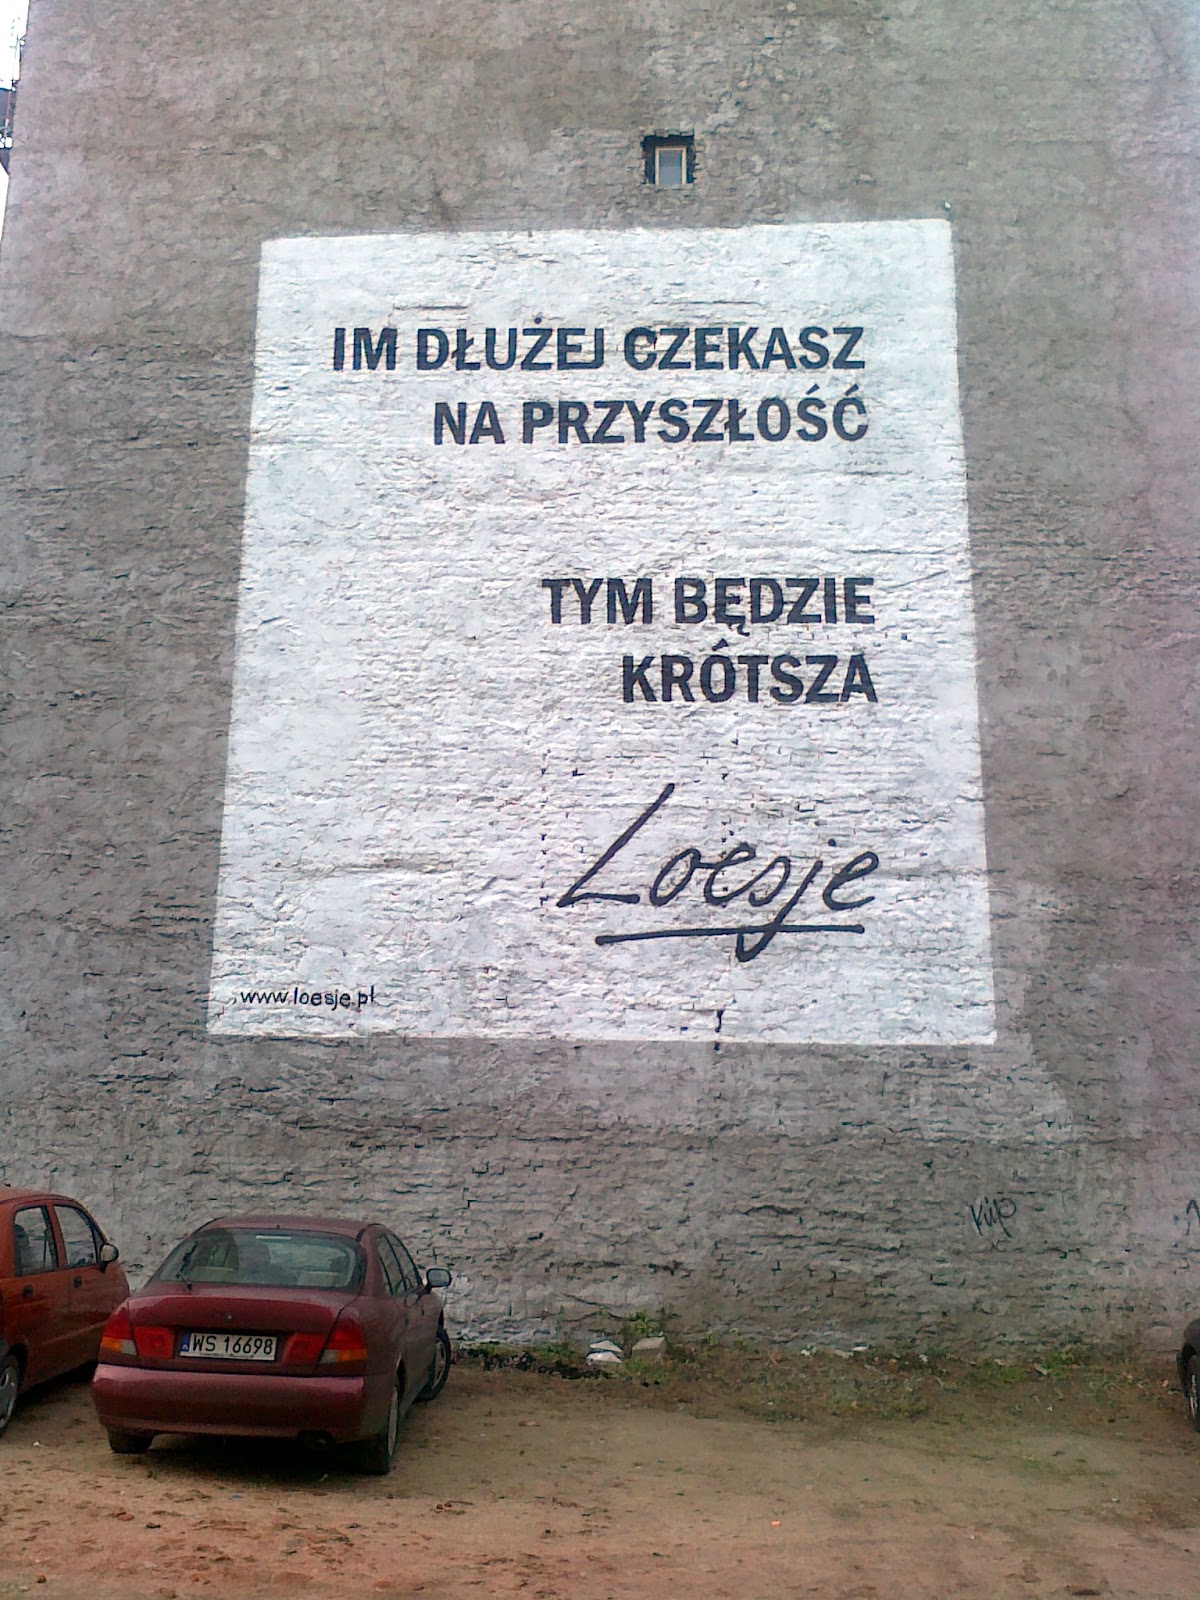 IM DŁUŻEJ CZEKASZ
NA PRZYSZŁOŚĆ
TYM BĘDZIE
KRÓTSZA
Loesje
www.loesje.pl
WS 16698